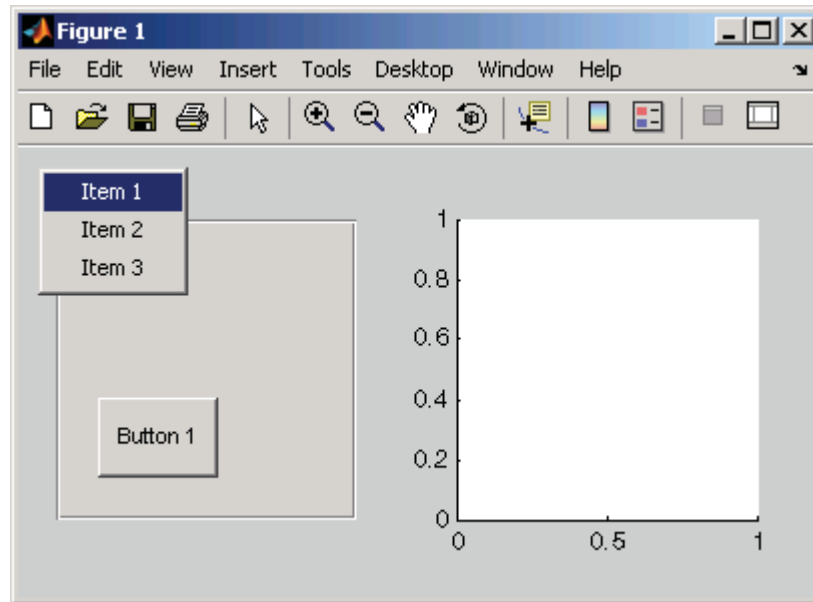 Figure 1
File Edit View Insert Tools Desktop Window Help
Item 1
Item 2
Item 3
Button 1
1
0.8
0.6
0.4
0.2
0
0 0.5 1